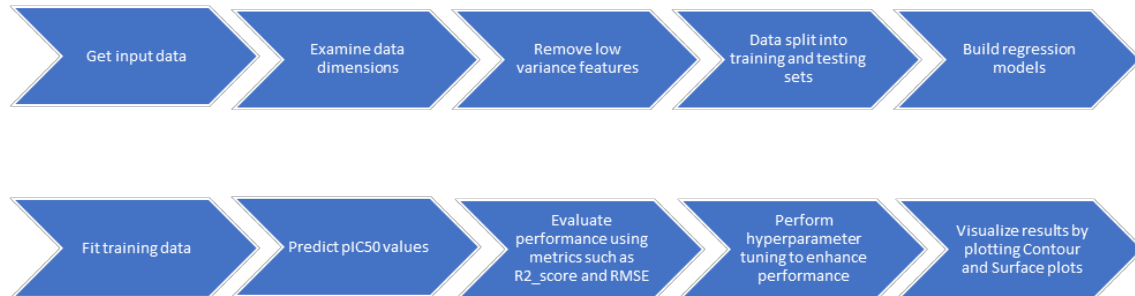 Get input data
Examine data
dimensions
Remove low
variance features
Data split into
training and testing
sets
Build regression
models
Fit training data
Predict pIC50 values
Evaluate
performance using
metrics such as
R2_score and RMSE
Perform
hyperparameter
tuning to enhance
performance
Visualize results by
plotting Contour
and Surface plots